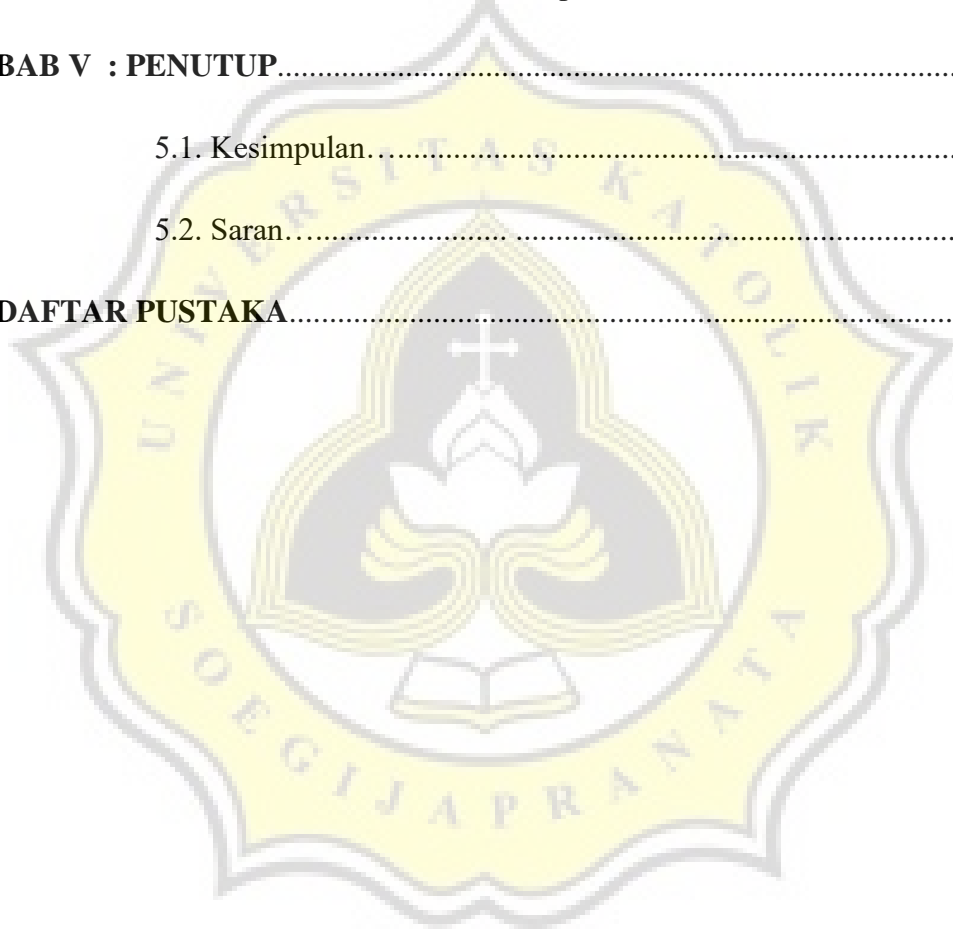 BAB V : PENUTUP
5.1. Kesimpulan
5.2. Saran
DAFTAR PUSTAKA
UNIVERSITAS KATOLIK
SOEGIJAPRANATA